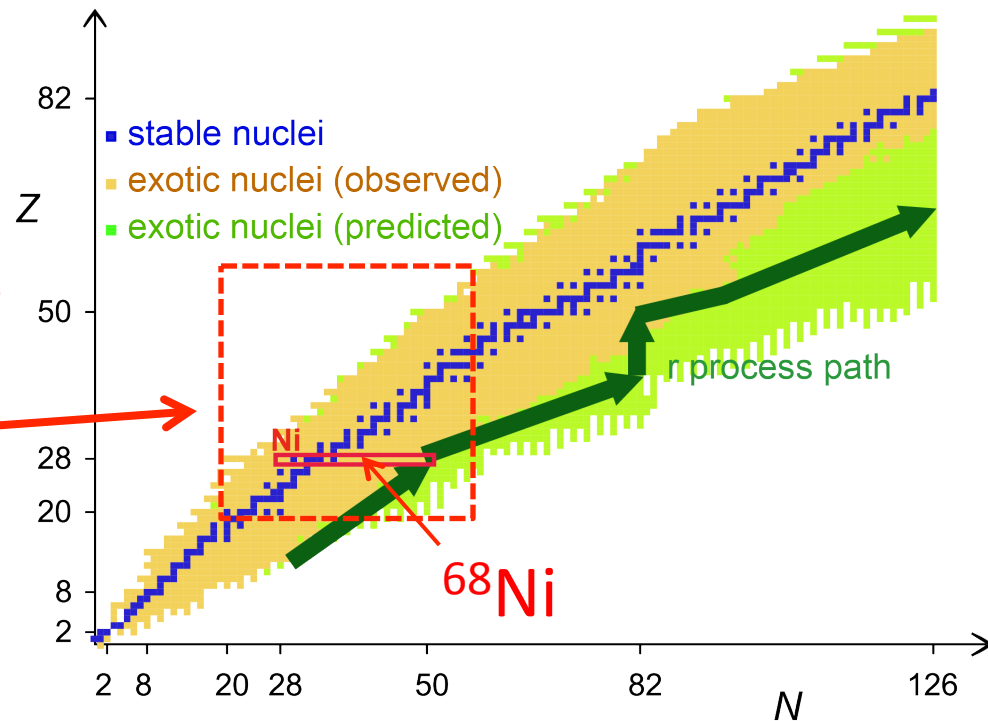 82
stable nuclei
exotic nuclei (observed)
Z
exotic nuclei (predicted)
50
r process path
Ni
28
20
68Ni
8
2
2 8 20 28 50 82 126
N